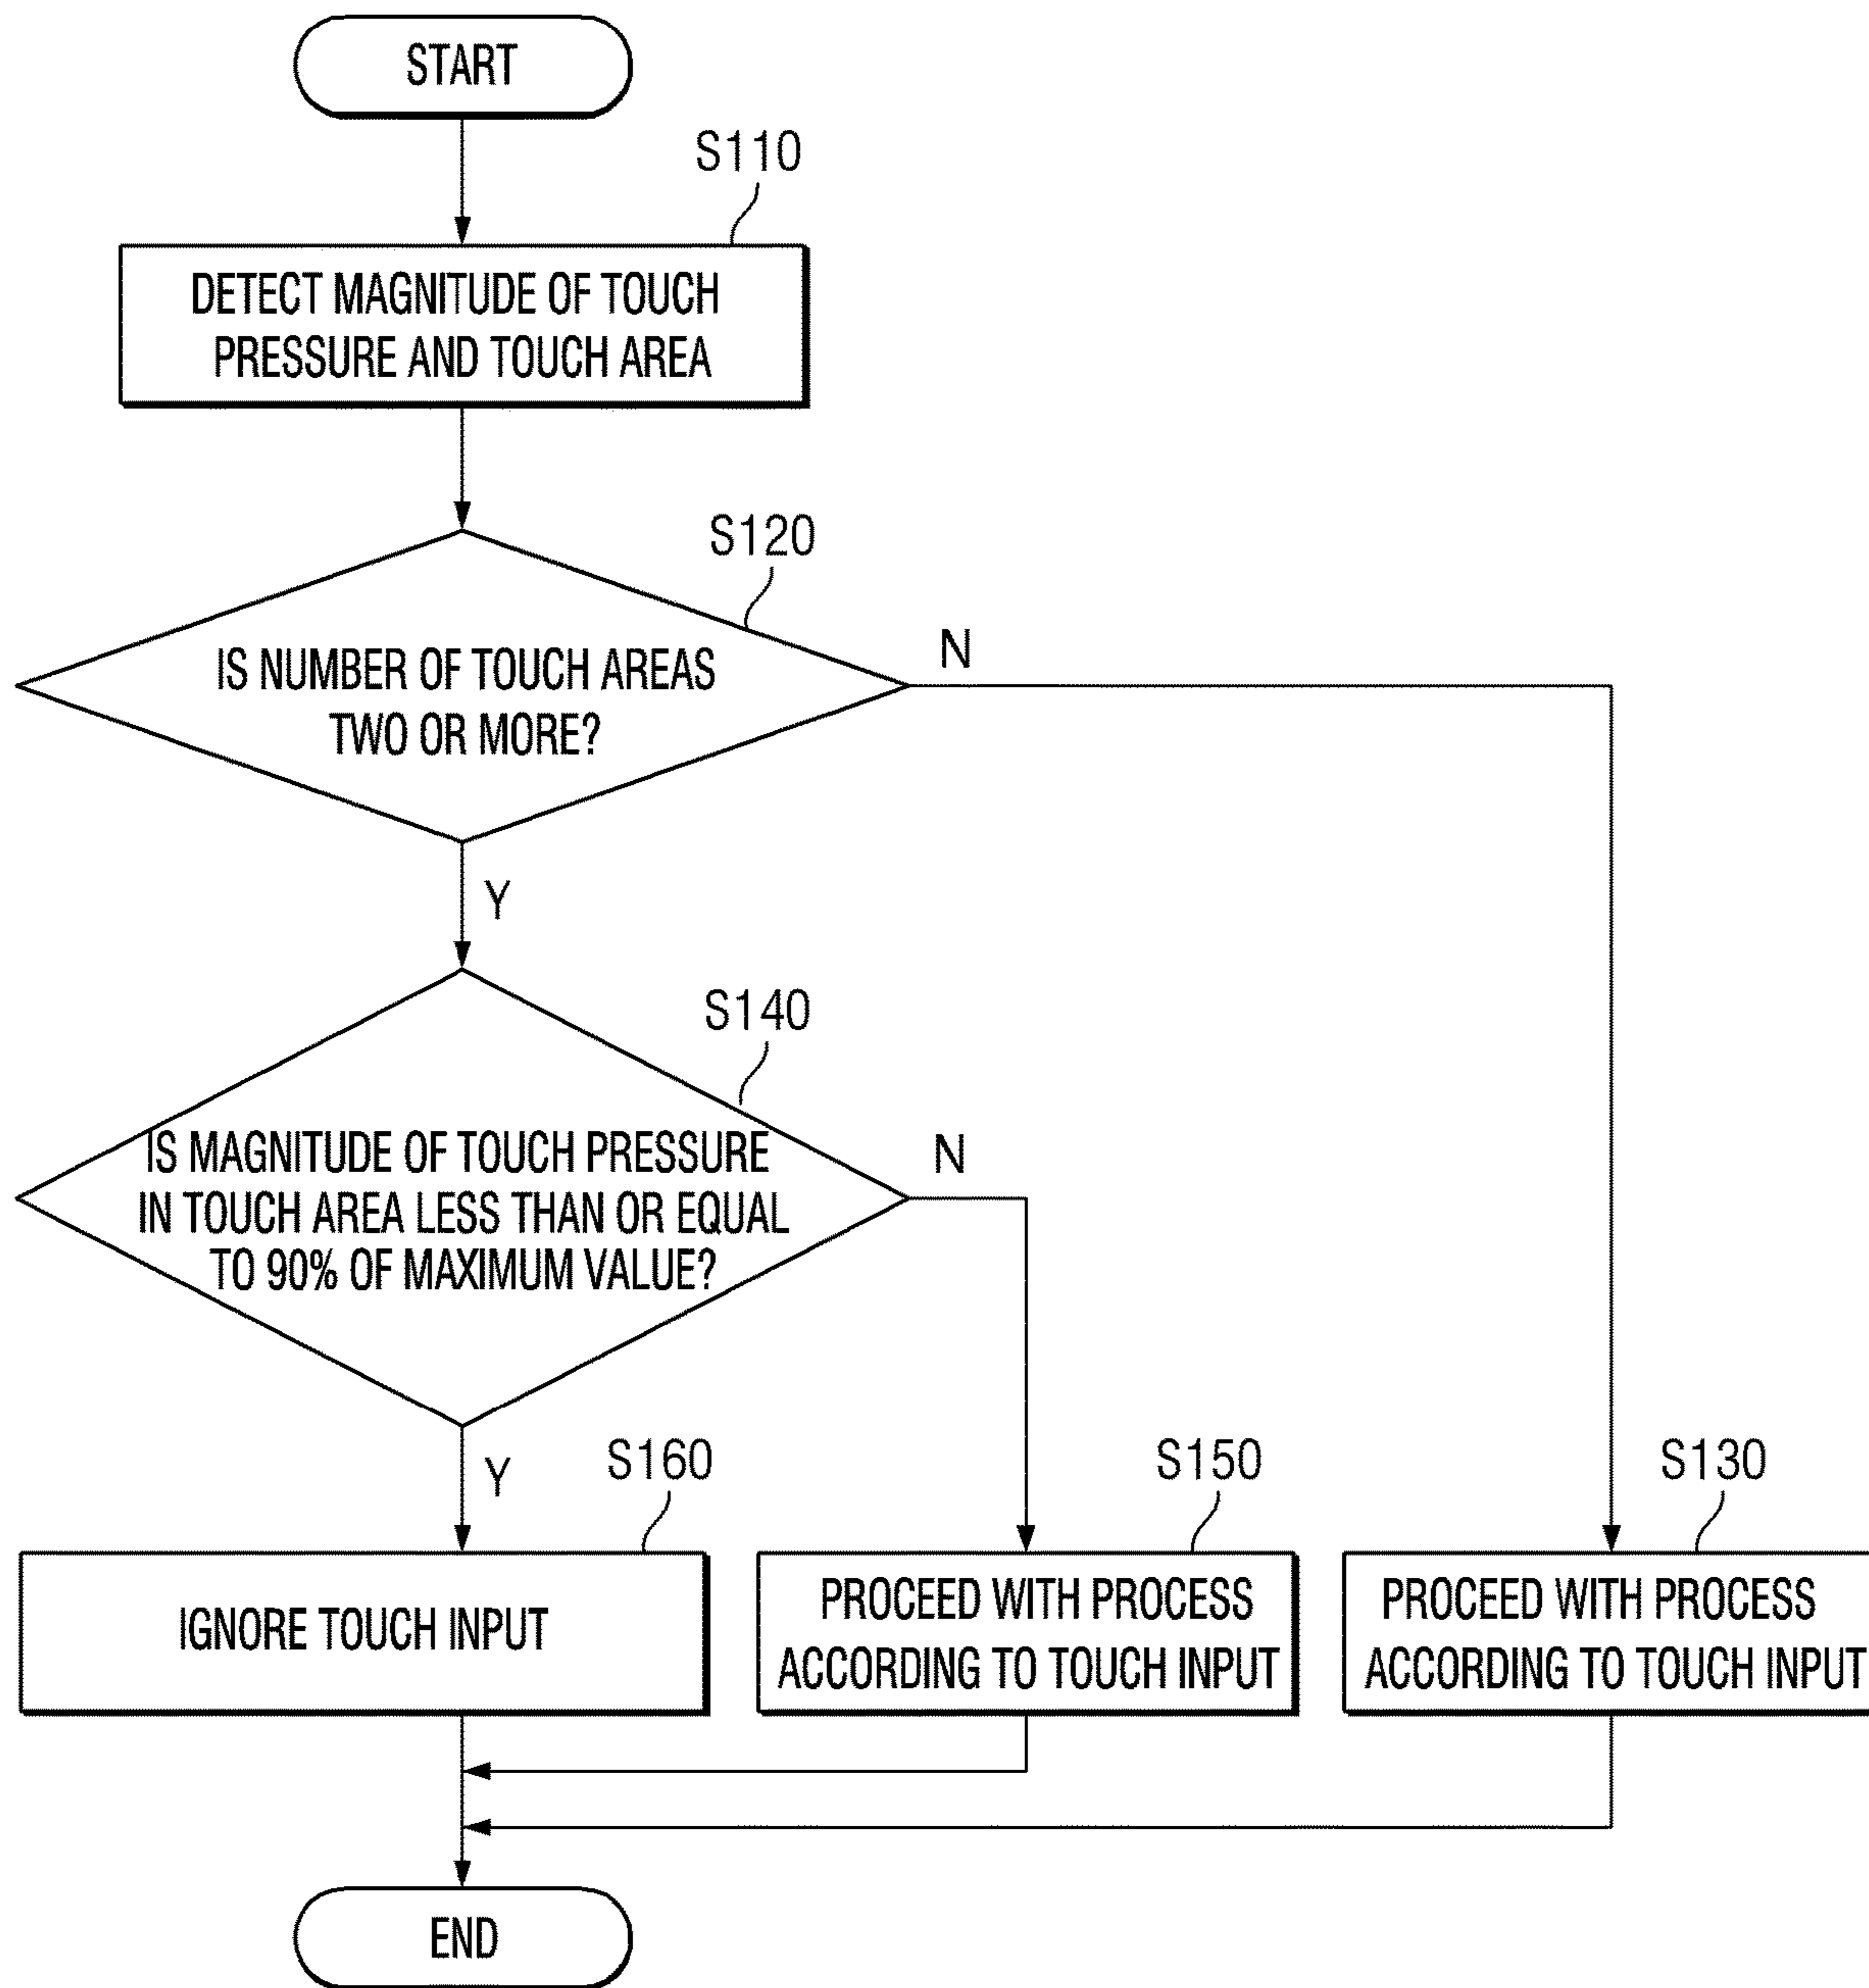 START
S110
DETECT MAGNITUDE OF TOUCH
PRESSURE AND TOUCH AREA
S120
IS NUMBER OF TOUCH AREAS
TWO OR MORE?
N
Y
S140
IS MAGNITUDE OF TOUCH PRESSURE
IN TOUCH AREA LESS THAN OR EQUAL
TO 90% OF MAXIMUM VALUE?
N
Y
S160
IGNORE TOUCH INPUT
S150
PROCEED WITH PROCESS
ACCORDING TO TOUCH INPUT
S130
PROCEED WITH PROCESS
ACCORDING TO TOUCH INPUT
END